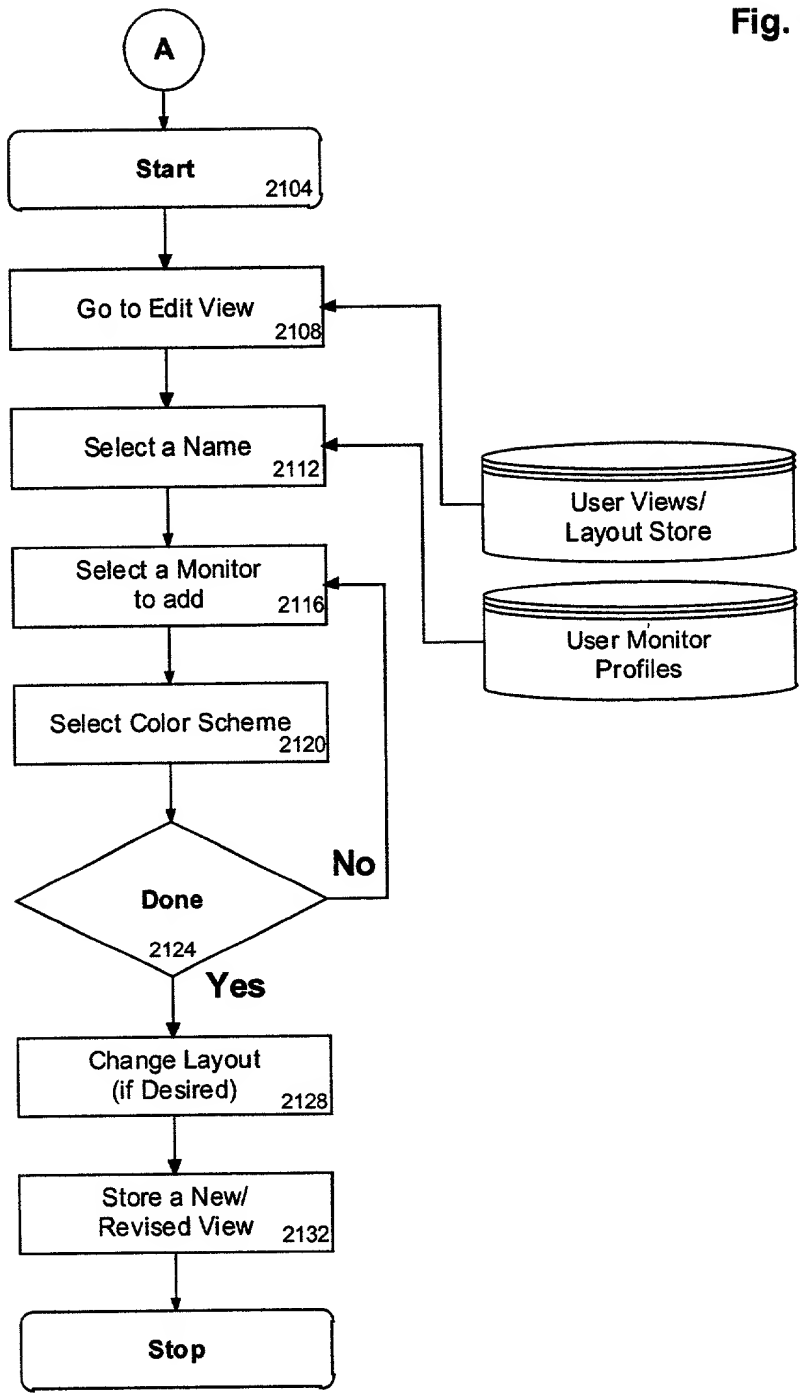 Fig.
A
Start
2104
Go to Edit View
2108
Select a Name
2112
User Views/
Layout Store
Select a Monitor
to add
2116
User Monitor
Profiles
Select Color Scheme
2120
No
Done
2124
Yes
Change Layout
(if Desired)
2128
Store a New/
Revised View
2132
Stop